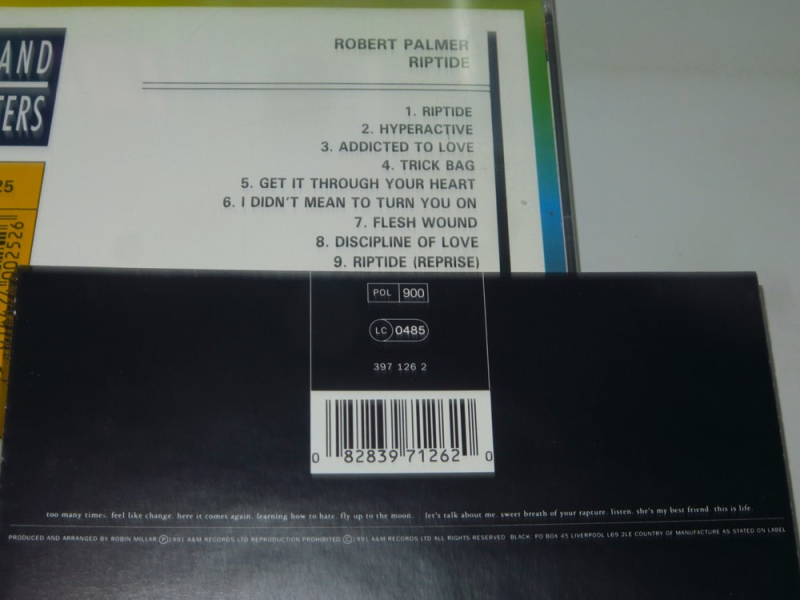 AND
TERS
ROBERT PALMER
RIPTIDE
1. RIPTIDE
2. HYPERACTIVE
3. ADDICTED TO LOVE
4. TRICK BAG
5. GET IT THROUGH YOUR HEART
6. I DIDN'T MEAN TO TURN YOU ON
7. FLESH WOUND
8. DISCIPLINE OF LOVE
9. RIPTIDE (REPRISE)
25
002526
POL 900
LC 0485
397 126 2
0 82839 71262 0
too many times. feel like change. here it comes again. learning how to hate. fly up to the moon. let's talk about me. sweet breath of your rapture. listen. she's my best friend. this is life.
PRODUCED AND ARRANGED BY ROBIN MILLAR Ⓟ1991 A&M RECORDS LTD REPRODUCTION PROHIBITED ©1991 A&M RECORDS LTD ALL RIGHTS RESERVED BLACK PO BOX 45 LIVERPOOL L69 2LE COUNTRY OF MANUFACTURE AS STATED ON LABEL